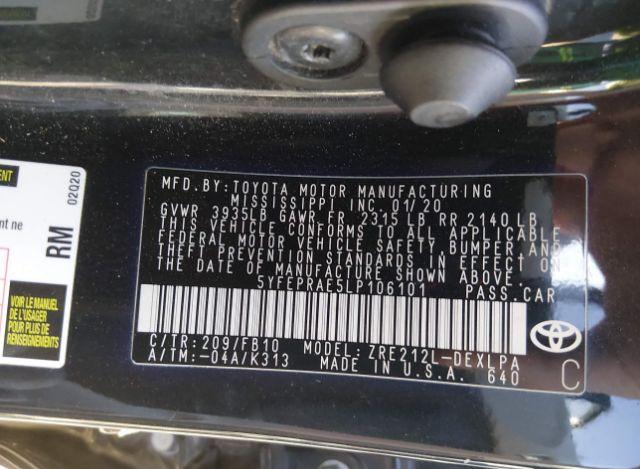 MFD. BY: TOYOTA MOTOR MANUFACTURING
MISSISSIPPI INC. 01/20
GVWR 3935LB GAWR FR 2315 LB RR 2140 LB
THIS VEHICLE CONFORMS TO ALL APPLICABLE
FEDERAL MOTOR VEHICLE SAFETY, BUMPER, AND
THEFT PREVENTION STANDARDS IN EFFECT ON
THE DATE OF MANUFACTURE SHOWN ABOVE.
5YFEPRAE5LP106101 PASS. CAR
C/TR: 209/FB10 MODEL: ZRE212L-DEXLPA
A/TM: -04A/K313 MADE IN U.S.A. 640
C
RM
02020
ent ne
VOIR LE MANUEL
DE L'USAGER
POUR PLUS DE
RENSEIGNEMENTS